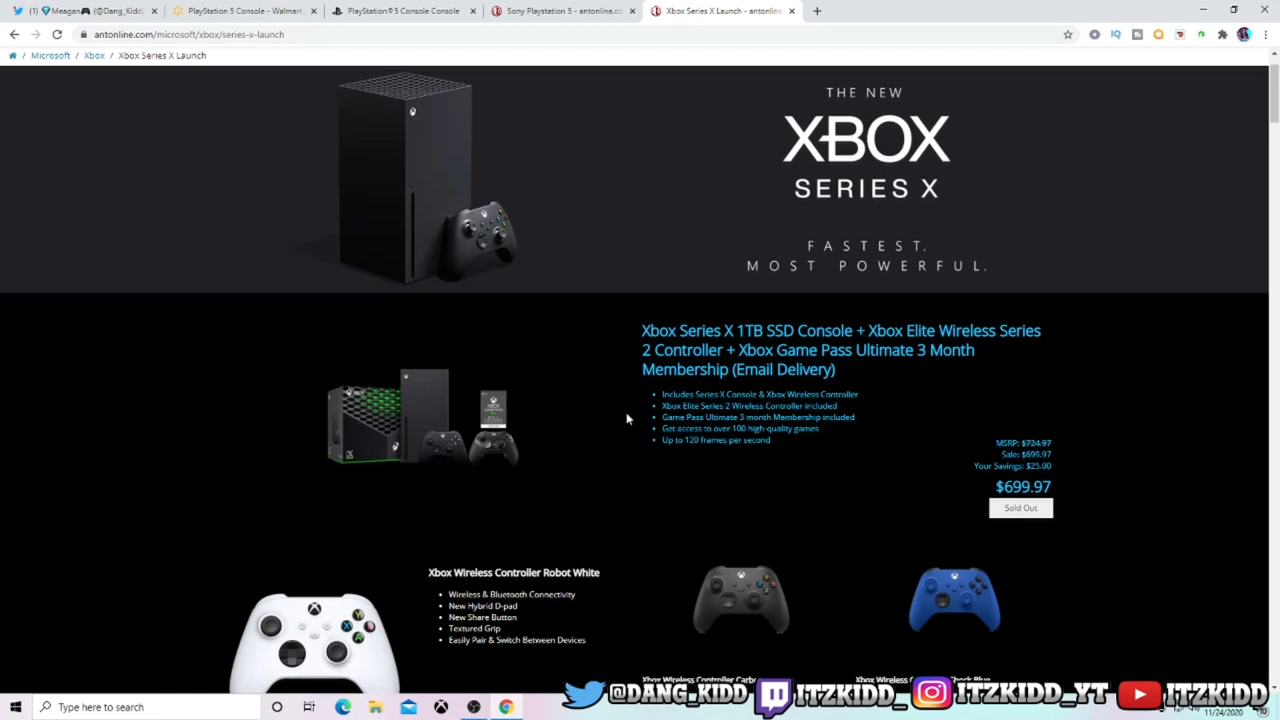 (1) 💎 Meagan🎮 (@Dang_Kidd)
PlayStation 5 Console - Walmart
PlayStation®5 Console Console
Sony Playstation 5 - antonline.co
Xbox Series X Launch - antonline
antonline.com/microsoft/xbox/series-x-launch
Microsoft / Xbox / Xbox Series X Launch
THE NEW
XBOX
SERIES X
FASTEST.
MOST POWERFUL.
Xbox Series X 1TB SSD Console + Xbox Elite Wireless Series
2 Controller + Xbox Game Pass Ultimate 3 Month
Membership (Email Delivery)
Includes Series X Console & Xbox Wireless Controller
Xbox Elite Series 2 Wireless Controller included
Game Pass Ultimate 3 month Membership included
Get access to over 100 high-quality games
Up to 120 frames per second
MSRP: $724.97
Sale: $699.97
Your Savings: $25.00
$699.97
Sold Out
Xbox Wireless Controller Robot White
Wireless & Bluetooth Connectivity
New Hybrid D-pad
New Share Button
Textured Grip
Easily Pair & Switch Between Devices
Xbox Wireless Controller
@DANG_KIDD ITZKIDD_ ITZKIDD_YT ITZKIDD
Type here to search
11/24/2020